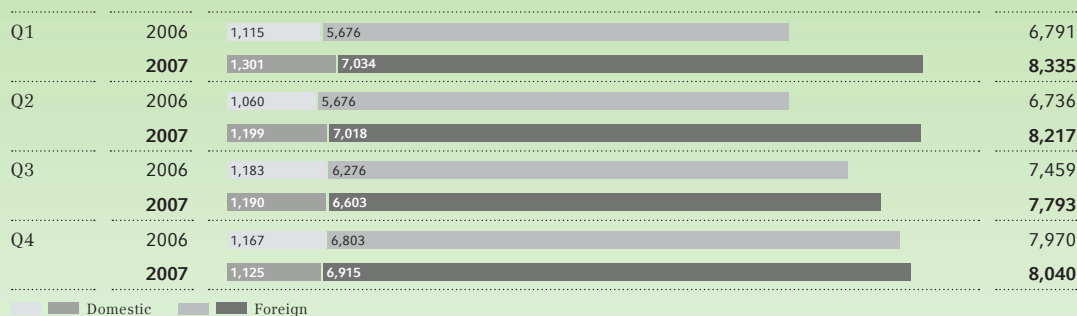 Q1 2006 1,115 5,676 6,791
2007 1,301 7,034 8,335
Q2 2006 1,060 5,676 6,736
2007 1,199 7,018 8,217
Q3 2006 1,183 6,276 7,459
2007 1,190 6,603 7,793
Q4 2006 1,167 6,803 7,970
2007 1,125 6,915 8,040
Domestic Foreign